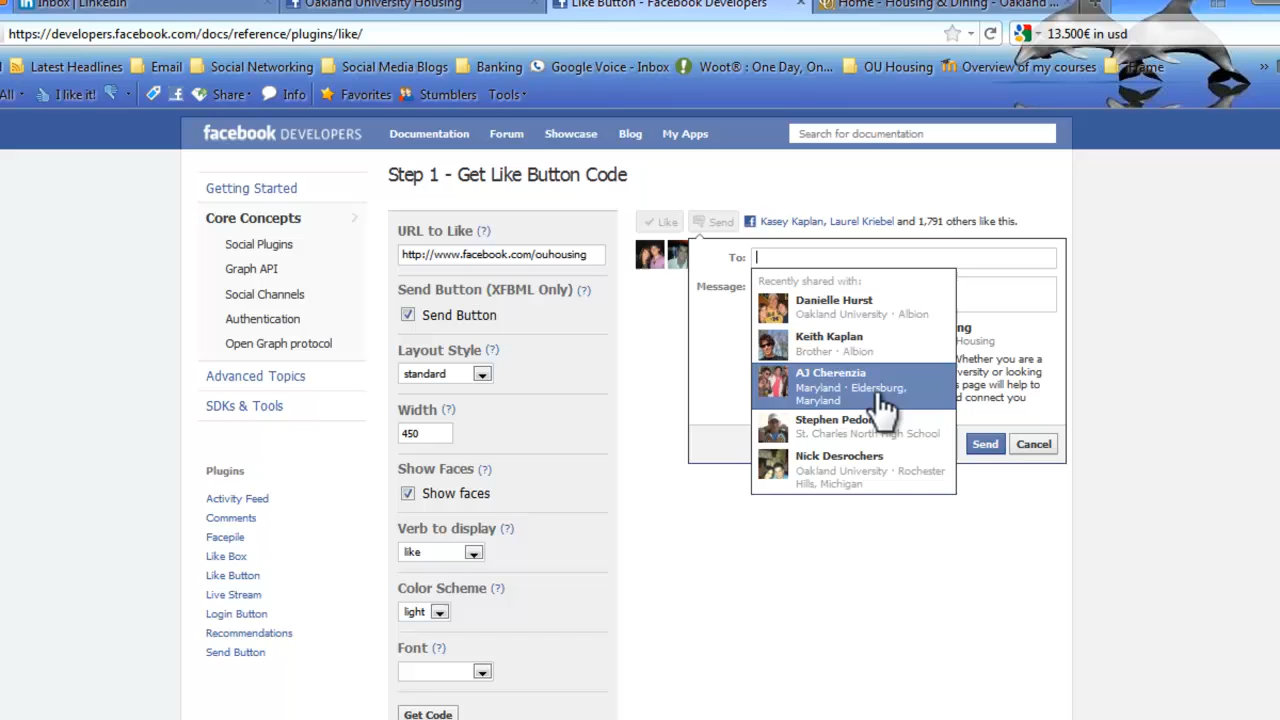 Inbox | LinkedIn
Oakland University Housing
Like Button - Facebook Developers
Home - Housing & Dining - Oakland ...
https://developers.facebook.com/docs/reference/plugins/like/
13.500€ in usd
Latest Headlines
Email
Social Networking
Social Media Blogs
Banking
Google Voice - Inbox
Woot® : One Day, On...
OU Housing
Overview of my courses
iframe
All
I like it!
Share
Info
Favorites
Stumblers
Tools
facebook DEVELOPERS
Documentation
Forum
Showcase
Blog
My Apps
Search for documentation
Getting Started
Core Concepts
Social Plugins
Graph API
Social Channels
Authentication
Open Graph protocol
Advanced Topics
SDKs & Tools
Plugins
Activity Feed
Comments
Facepile
Like Box
Like Button
Live Stream
Login Button
Recommendations
Send Button
Step 1 - Get Like Button Code
URL to Like (?)
http://www.facebook.com/ouhousing
Send Button (XFBML Only) (?)
Send Button
Layout Style (?)
standard
Width (?)
450
Show Faces (?)
Show faces
Verb to display (?)
like
Color Scheme (?)
light
Font (?)
Get Code
Like
Send
Kasey Kaplan, Laurel Kriebel and 1,791 others like this.
To:
Message:
Recently shared with:
Danielle Hurst
Oakland University · Albion
Keith Kaplan
Brother · Albion
AJ Cherenzia
Maryland · Eldersburg,
Maryland
Stephen
St. Charles North High School
Nick Desrochers
Oakland University · Rochester
Hills, Michigan
Housing
Whether you are
or looking
page will help to
connect you
Send
Cancel